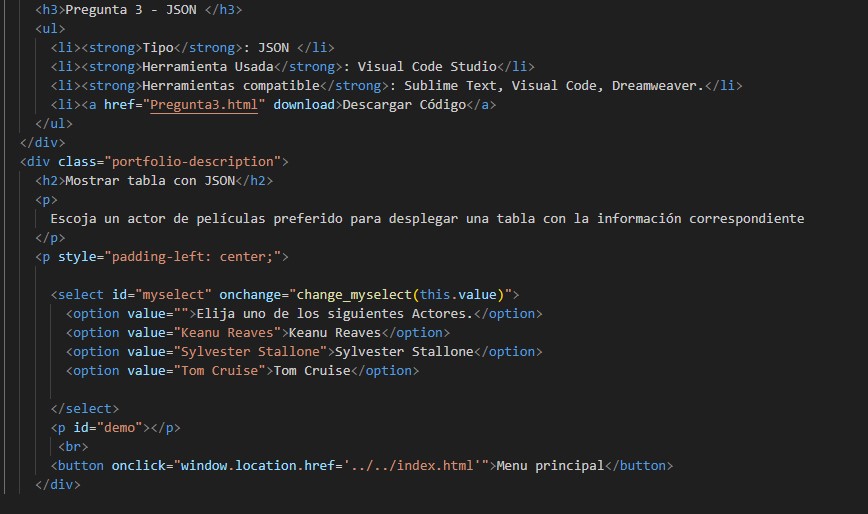 <h3>Pregunta 3 - JSON </h3>
<ul>
<li><strong>Tipo</strong>: JSON </li>
<li><strong>Herramienta Usada</strong>: Visual Code Studio</li>
<li><strong>Herramientas compatible</strong>: Sublime Text, Visual Code, Dreamweaver.</li>
<li><a href="Pregunta3.html" download>Descargar Código</a>
</ul>
</div>
<div class="portfolio-description">
<h2>Mostrar tabla con JSON</h2>
<p>
Escoja un actor de películas preferido para desplegar una tabla con la información correspondiente
</p>
<p style="padding-left: center;">
<select id="myselect" onchange="change_myselect(this.value)">
<option value="">Elija uno de los siguientes Actores.</option>
<option value="Keanu Reaves">Keanu Reaves</option>
<option value="Sylvester Stallone">Sylvester Stallone</option>
<option value="Tom Cruise">Tom Cruise</option>
</select>
<p id="demo"></p>
<br>
<button onclick="window.location.href='../../index.html'">Menu principal</button>
</div>